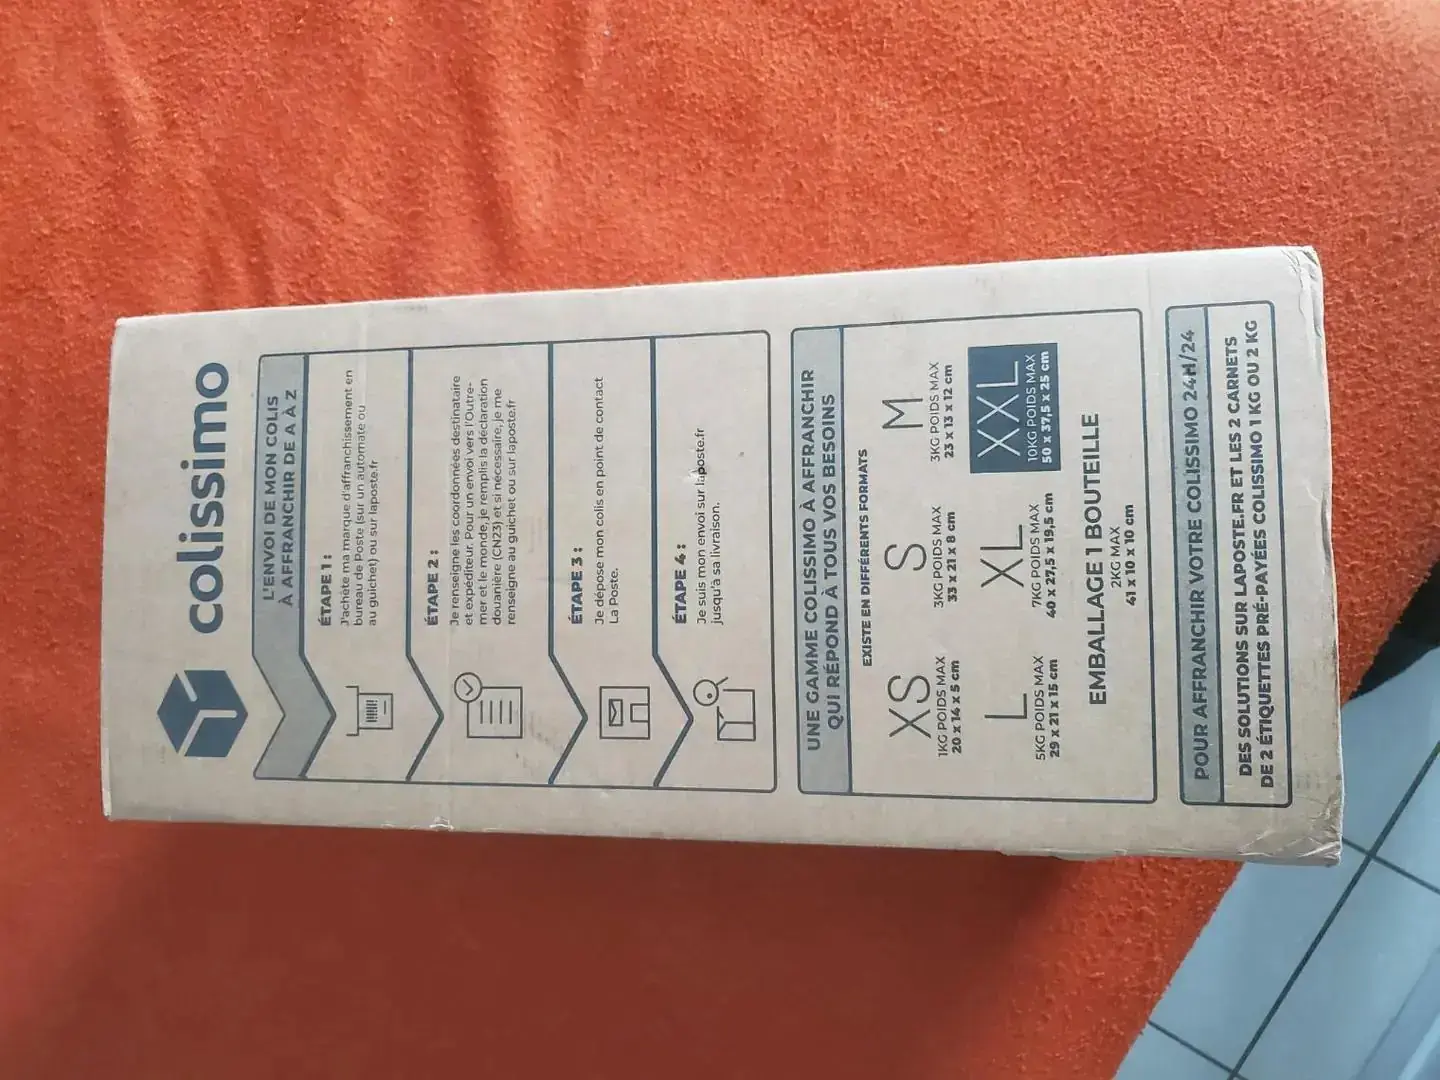 colissimo
L'ENVOI DE MON COLIS
À AFFRANCHIR DE A À Z
ÉTAPE 1 :
J'achète ma marque d'affranchissement en
bureau de Poste (sur un automate ou
au guichet) ou sur laposte.fr
ÉTAPE 2 :
Je renseigne les coordonnées destinataire
et expéditeur. Pour un envoi vers l'Outre-
mer et le monde, je remplis la déclaration
douanière (CN23) et si nécessaire, je me
renseigne au guichet ou sur laposte.fr
ÉTAPE 3 :
Je dépose mon colis en point de contact
La Poste.
ÉTAPE 4 :
Je suis mon envoi sur laposte.fr
jusqu'à sa livraison.
UNE GAMME COLISSIMO À AFFRANCHIR
QUI RÉPOND À TOUS VOS BESOINS
EXISTE EN DIFFÉRENTS FORMATS
XS
1KG POIDS MAX
20 x 14 x 5 cm
S
3KG POIDS MAX
33 x 21 x 8 cm
M
3KG POIDS MAX
23 x 13 x 12 cm
L
5KG POIDS MAX
29 x 21 x 15 cm
XL
7KG POIDS MAX
40 x 27,5 x 19,5 cm
XXL
10KG POIDS MAX
50 x 37,5 x 25 cm
EMBALLAGE 1 BOUTEILLE
2KG MAX
41 x 10 x 10 cm
POUR AFFRANCHIR VOTRE COLISSIMO 24H/24
DES SOLUTIONS SUR LAPOSTE.FR ET LES 2 CARNETS
DE 2 ÉTIQUETTES PRÉ-PAYÉES COLISSIMO 1 KG OU 2 KG